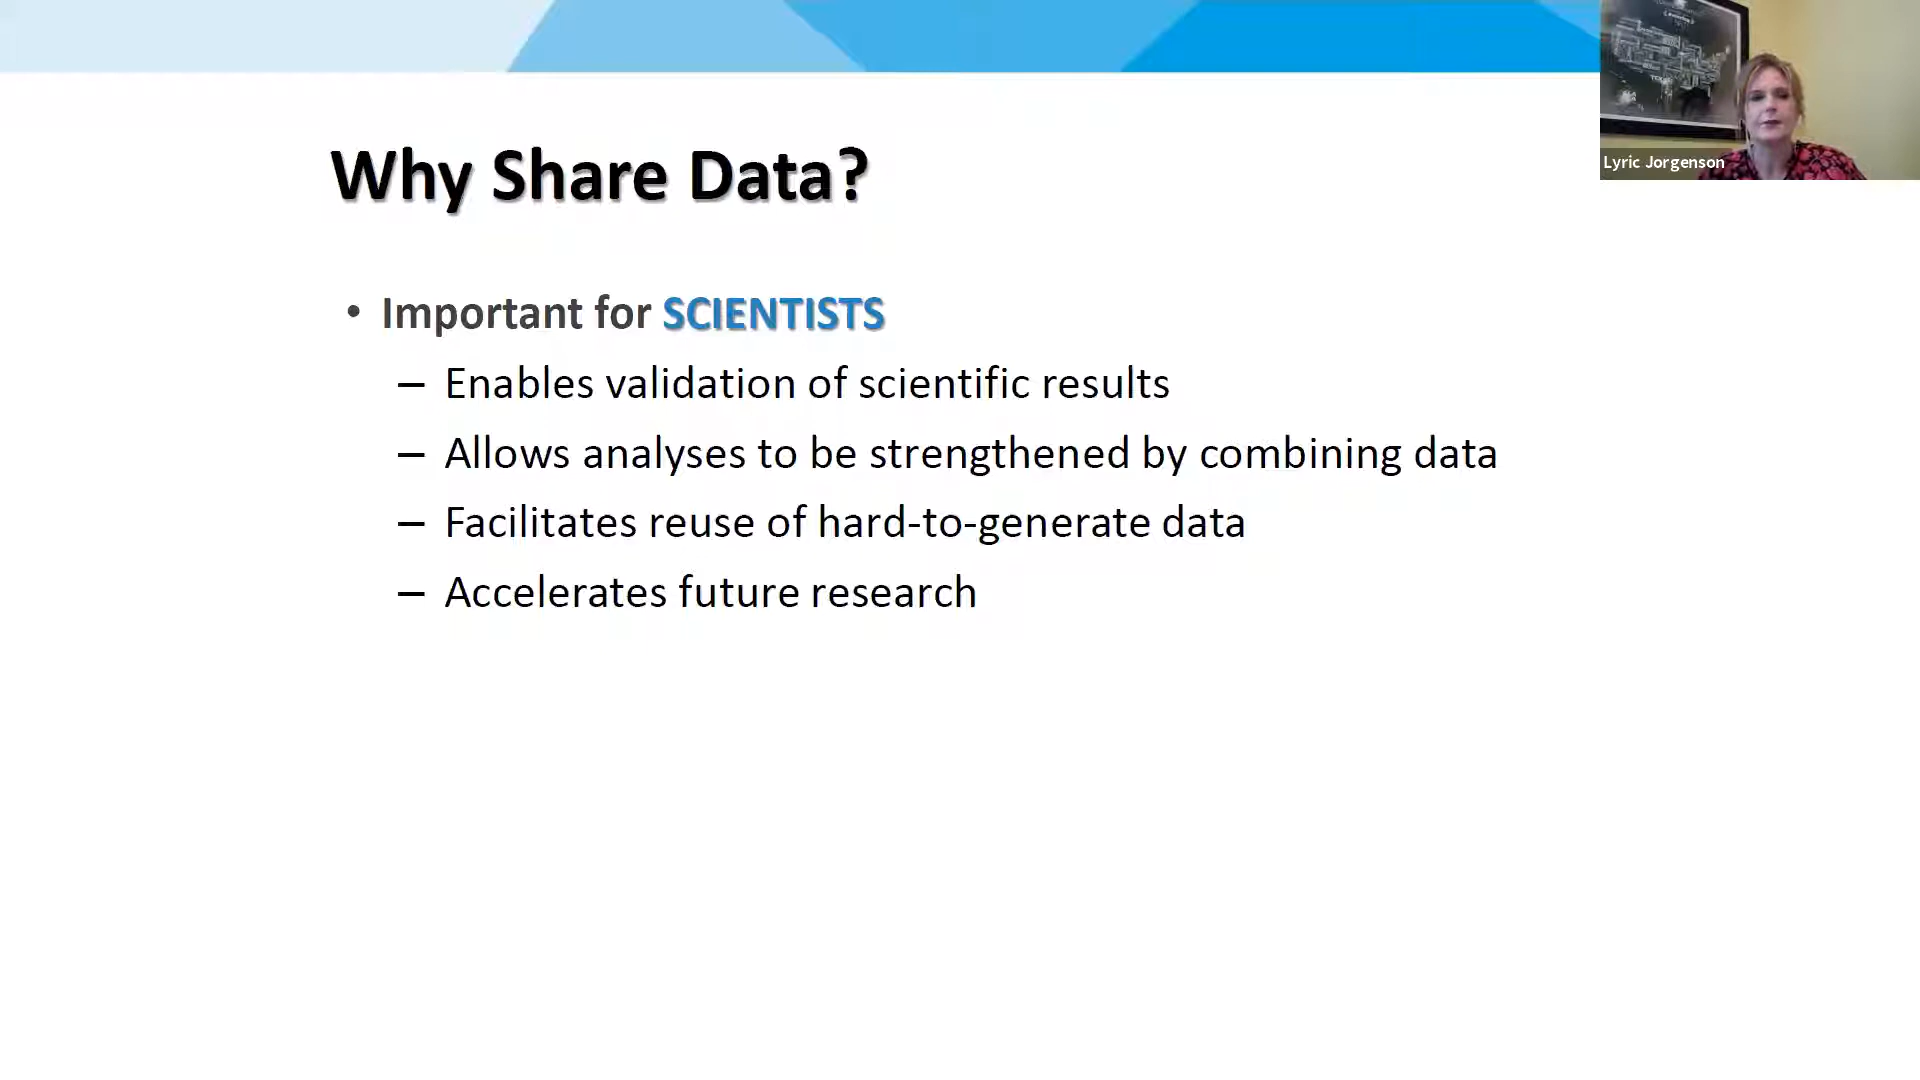 Why Share Data?
• Important for SCIENTISTS
– Enables validation of scientific results
– Allows analyses to be strengthened by combining data
– Facilitates reuse of hard-to-generate data
– Accelerates future research
Lyric Jorgenson